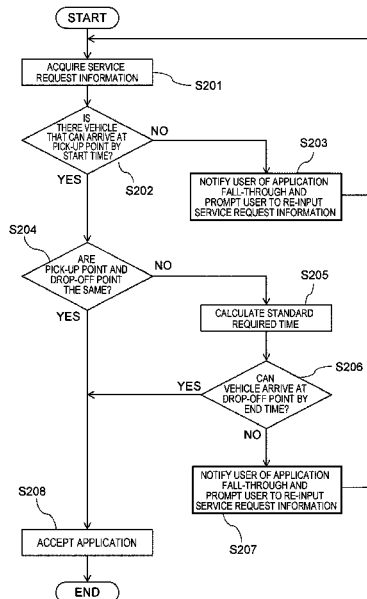 START
ACQUIRE SERVICE
REQUEST INFORMATION
S201
IS
THERE VEHICLE
THAT CAN ARRIVE AT
PICK-UP POINT BY
START TIME?
NO
YES
S202
S203
NOTIFY USER OF APPLICATION
FALL-THROUGH AND
PROMPT USER TO RE-INPUT
SERVICE REQUEST INFORMATION
S204
ARE
PICK-UP POINT AND
DROP-OFF POINT
THE SAME?
NO
YES
S205
CALCULATE STANDARD
REQUIRED TIME
S206
CAN
VEHICLE ARRIVE AT
DROP-OFF POINT BY
END TIME?
YES
NO
NOTIFY USER OF APPLICATION
FALL-THROUGH AND
PROMPT USER TO RE-INPUT
SERVICE REQUEST INFORMATION
S207
S208
ACCEPT APPLICATION
END